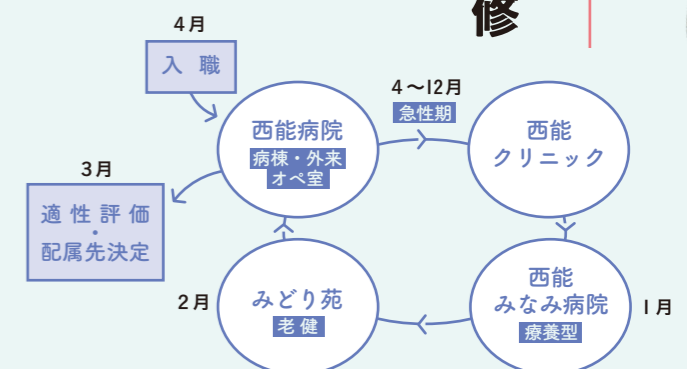 修
4月
入職
4〜12月
急性期
西能病院
病棟・外来
オペ室
西能
クリニック
3月
適性評価
・
配属先決定
2月
みどり苑
老健
西能
みなみ病院
療養型
1月